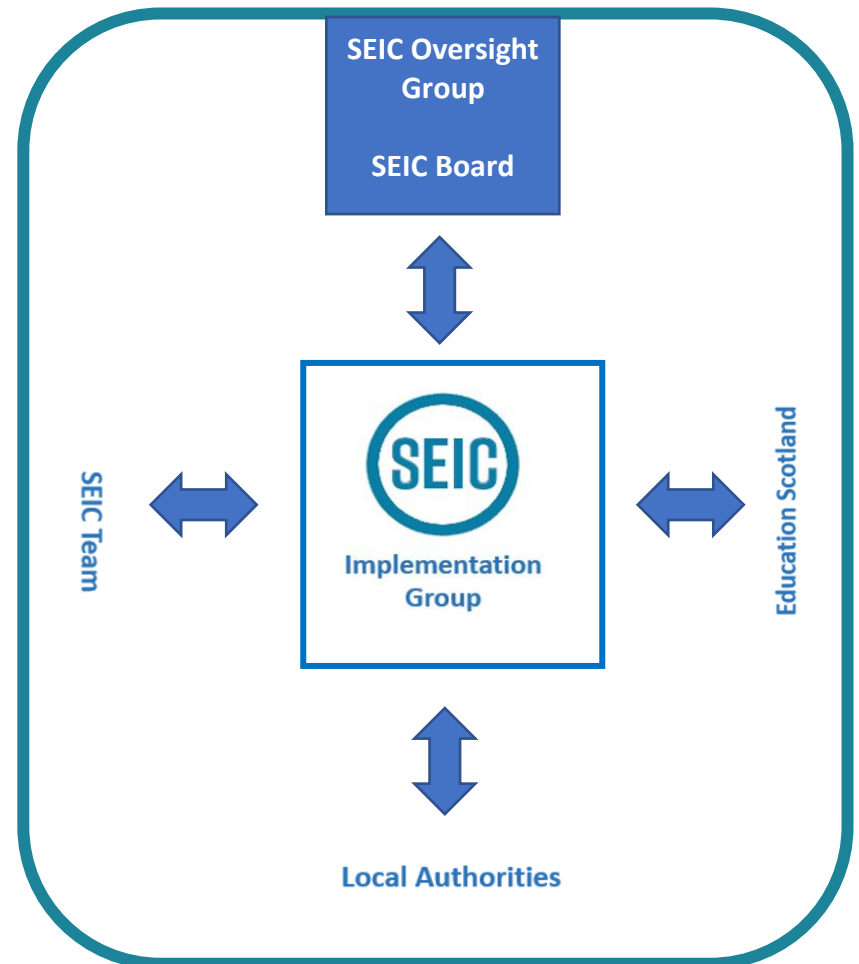 SEIC Oversight
Group
SEIC Board
SEIC
Implementation
Group
SEIC Team
Education Scotland
Local Authorities